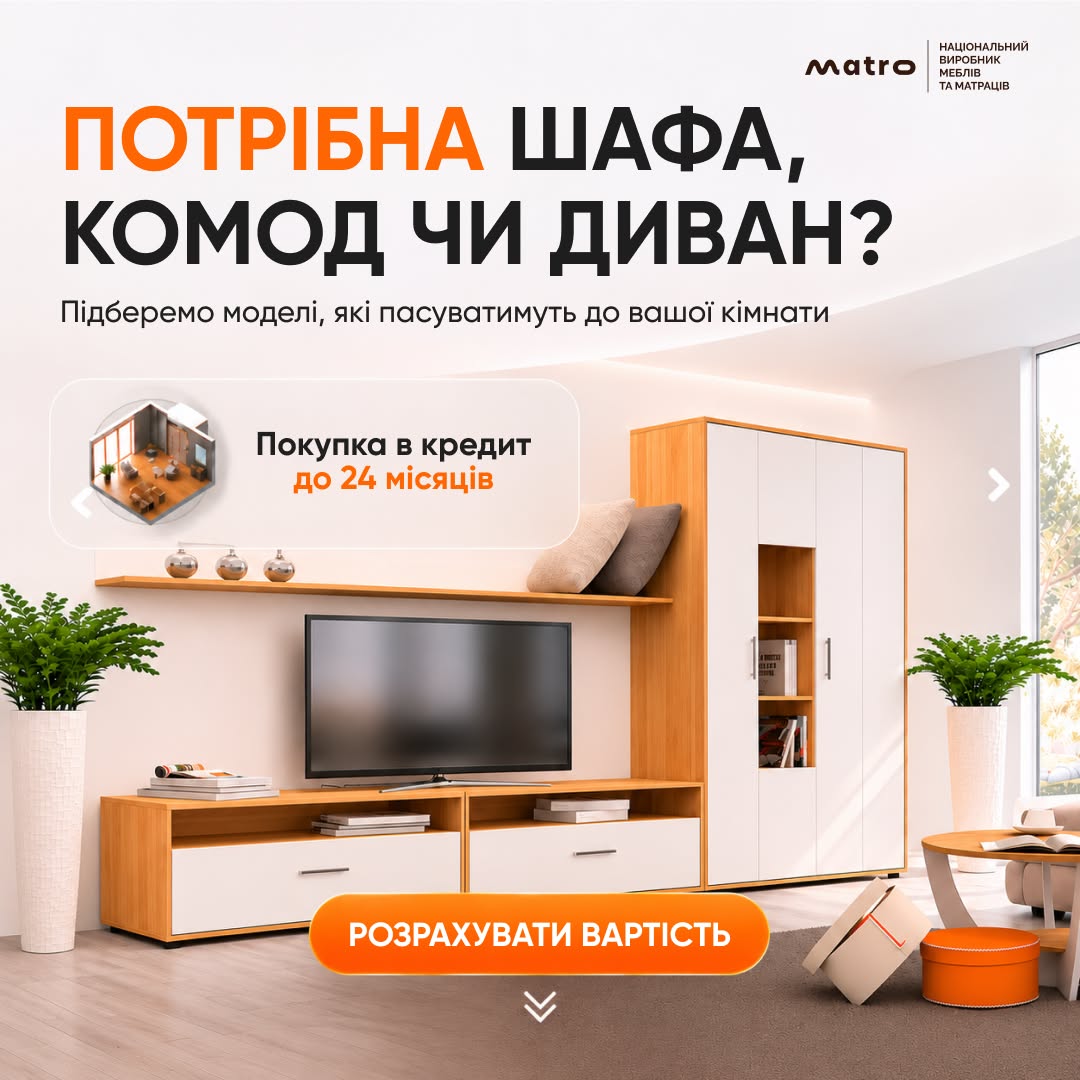 matro
НАЦІОНАЛЬНИЙ
ВИРОБНИК
МЕБЛІВ
ТА МАТРАЦІВ
ПОТРІБНА ШАФА,
КОМОД ЧИ ДИВАН?
Підберемо моделі, які пасуватимуть до вашої кімнати
Покупка в кредит
до 24 місяців
РОЗРАХУВАТИ ВАРТІСТЬ